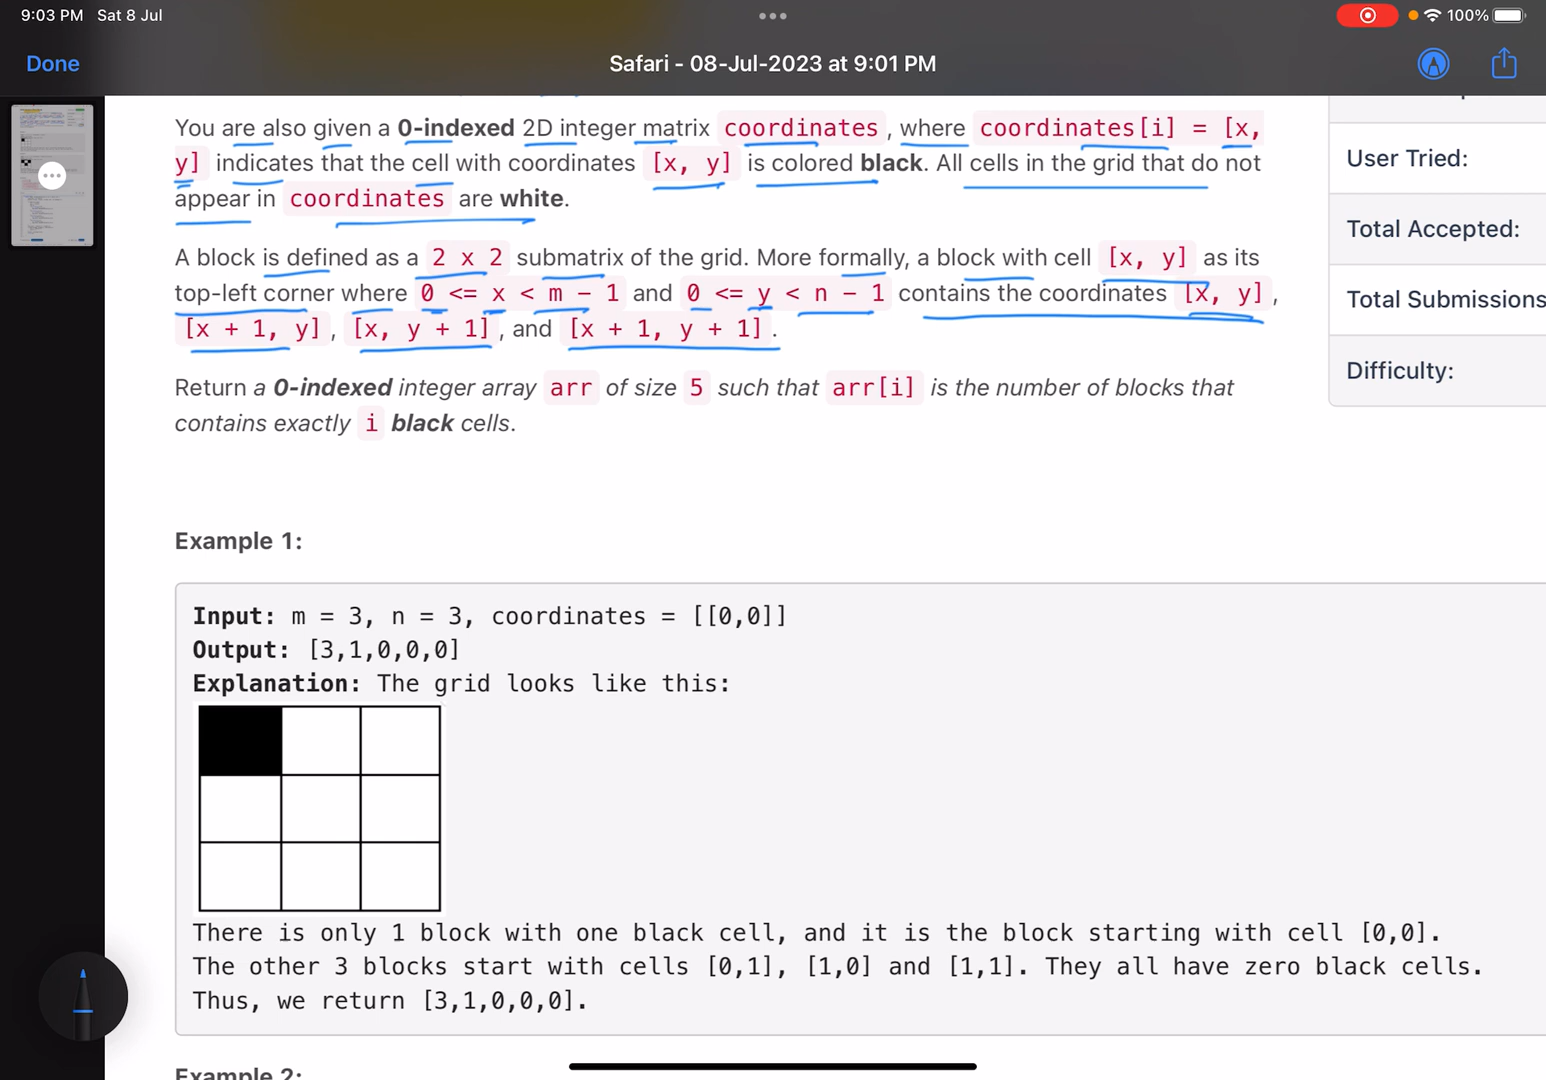 9:03 PM Sat 8 Jul
100%
Done
Safari - 08-Jul-2023 at 9:01 PM
You are also given a 0-indexed 2D integer matrix coordinates, where coordinates[i] = [x,
y] indicates that the cell with coordinates [x, y] is colored black. All cells in the grid that do not
appear in coordinates are white.
A block is defined as a 2 x 2 submatrix of the grid. More formally, a block with cell [x, y] as its
top-left corner where 0 <= x < m - 1 and 0 <= y < n - 1 contains the coordinates [x, y],
[x + 1, y], [x, y + 1], and [x + 1, y + 1].
Return a 0-indexed integer array arr of size 5 such that arr[i] is the number of blocks that
contains exactly i black cells.
User Tried:
Total Accepted:
Total Submissions
Difficulty:
Example 1:
Input: m = 3, n = 3, coordinates = [[0,0]]
Output: [3,1,0,0,0]
Explanation: The grid looks like this:
There is only 1 block with one black cell, and it is the block starting with cell [0,0].
The other 3 blocks start with cells [0,1], [1,0] and [1,1]. They all have zero black cells.
Thus, we return [3,1,0,0,0].
Example 2: